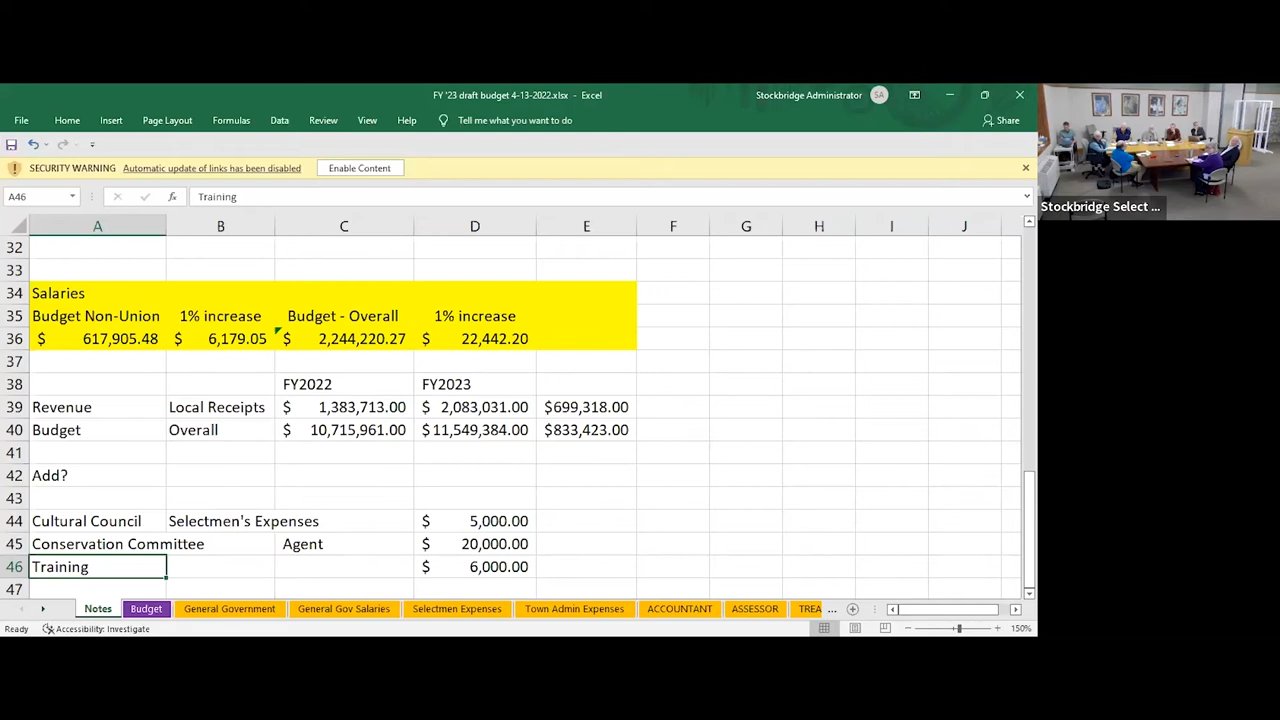 FY '23 draft budget 4-13-2022.xlsx - Excel
Stockbridge Administrator SA
File Home Insert Page Layout Formulas Data Review View Help Tell me what you want to do Share
SECURITY WARNING Automatic update of links has been disabled Enable Content
A46 fx Training
A B C D E F G H I J
32
33
34 Salaries
35 Budget Non-Union 1% increase Budget - Overall 1% increase
36 $ 617,905.48 $ 6,179.05 $ 2,244,220.27 $ 22,442.20
37
38 FY2022 FY2023
39 Revenue Local Receipts $ 1,383,713.00 $ 2,083,031.00 $699,318.00
40 Budget Overall $ 10,715,961.00 $11,549,384.00 $833,423.00
41
42 Add?
43
44 Cultural Council Selectmen's Expenses $ 5,000.00
45 Conservation Committee Agent $ 20,000.00
46 Training $ 6,000.00
47
Notes Budget General Government General Gov Salaries Selectmen Expenses Town Admin Expenses ACCOUNTANT ASSESSOR TREA ...
Ready Accessibility: Investigate 150%
Stockbridge Select ...